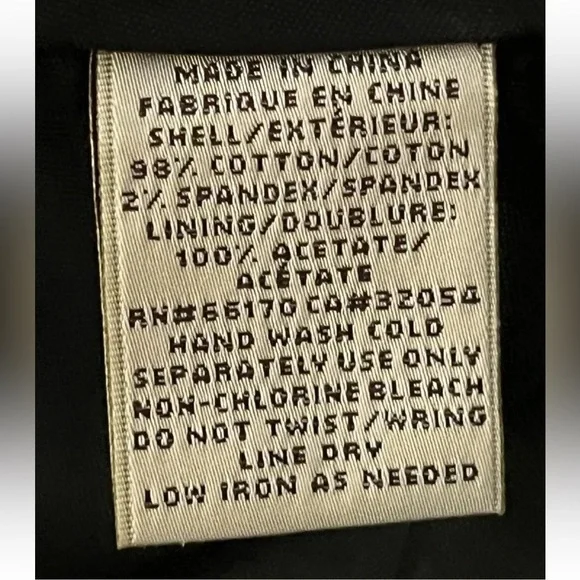 MADE IN CHINA
FABRIQUE EN CHINE
SHELL/EXTÉRIEUR:
98% COTTON/COTON
2% SPANDEX/SPANDEX
LINING/DOUBLURE:
100% ACETATE/
ACÉTATE
RN#66170 CA#32054
HAND WASH COLD
SEPARATELY USE ONLY
NON-CHLORINE BLEACH
DO NOT TWIST/WRING
LINE DRY
LOW IRON AS NEEDED